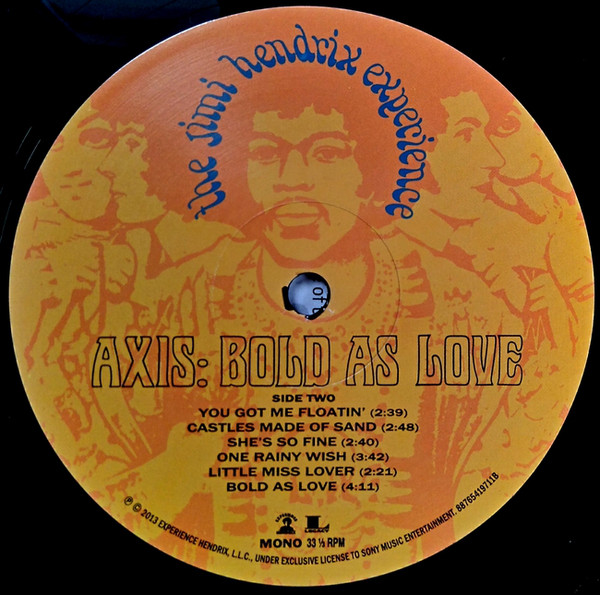 the jimi hendrix experience
AXIS: BOLD AS LOVE
SIDE TWO
YOU GOT ME FLOATIN' (2:39)
CASTLES MADE OF SAND (2:48)
SHE'S SO FINE (2:40)
ONE RAINY WISH (3:42)
LITTLE MISS LOVER (2:21)
BOLD AS LOVE (4:11)
MONO 33 ⅓ RPM
℗ © 2013 EXPERIENCE HENDRIX, L.L.C., UNDER EXCLUSIVE LICENSE TO SONY MUSIC ENTERTAINMENT. 88765419711B